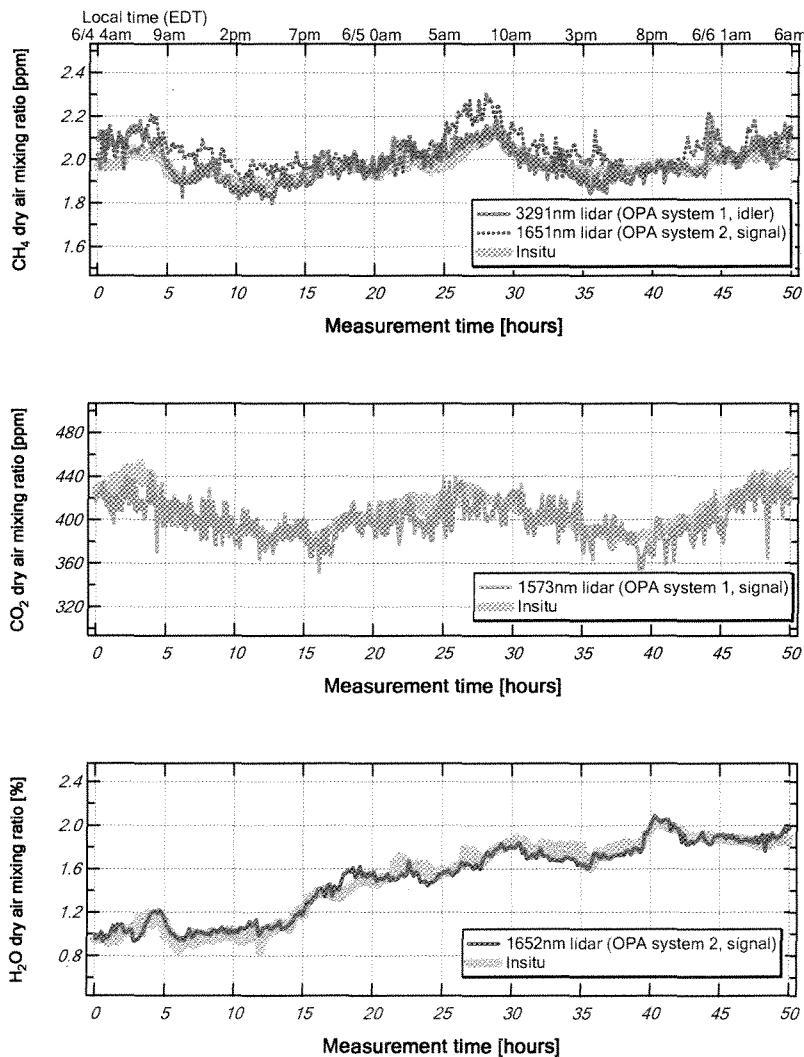 Local time (EDT)
6/4 4am 9am 2pm 7pm 6/5 0am 5am 10am 3pm 8pm 6/6 1am 6am
CH4 dry air mixing ratio [ppm]
2.4
2.2
2.0
1.8
1.6
3291nm lidar (OPA system 1, idler)
1651nm lidar (OPA system 2, signal)
Insitu
0 5 10 15 20 25 30 35 40 45 50
Measurement time [hours]
CO2 dry air mixing ratio [ppm]
480
440
400
360
320
1573nm lidar (OPA system 1, signal)
Insitu
0 5 10 15 20 25 30 35 40 45 50
Measurement time [hours]
H2O dry air mixing ratio [%]
2.4
2.0
1.6
1.2
0.8
1652nm lidar (OPA system 2, signal)
Insitu
0 5 10 15 20 25 30 35 40 45 50
Measurement time [hours]